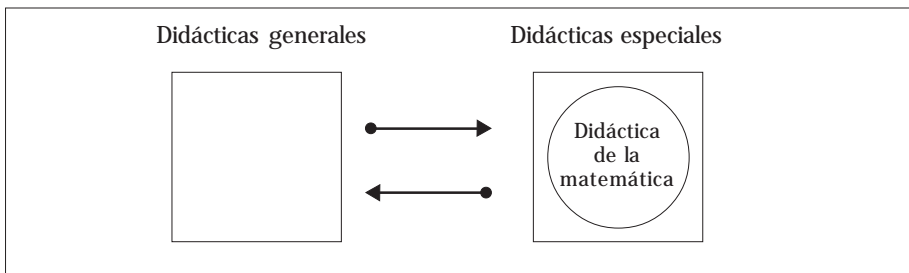 Didácticas generales
Didácticas especiales
Didáctica
de la
matemática